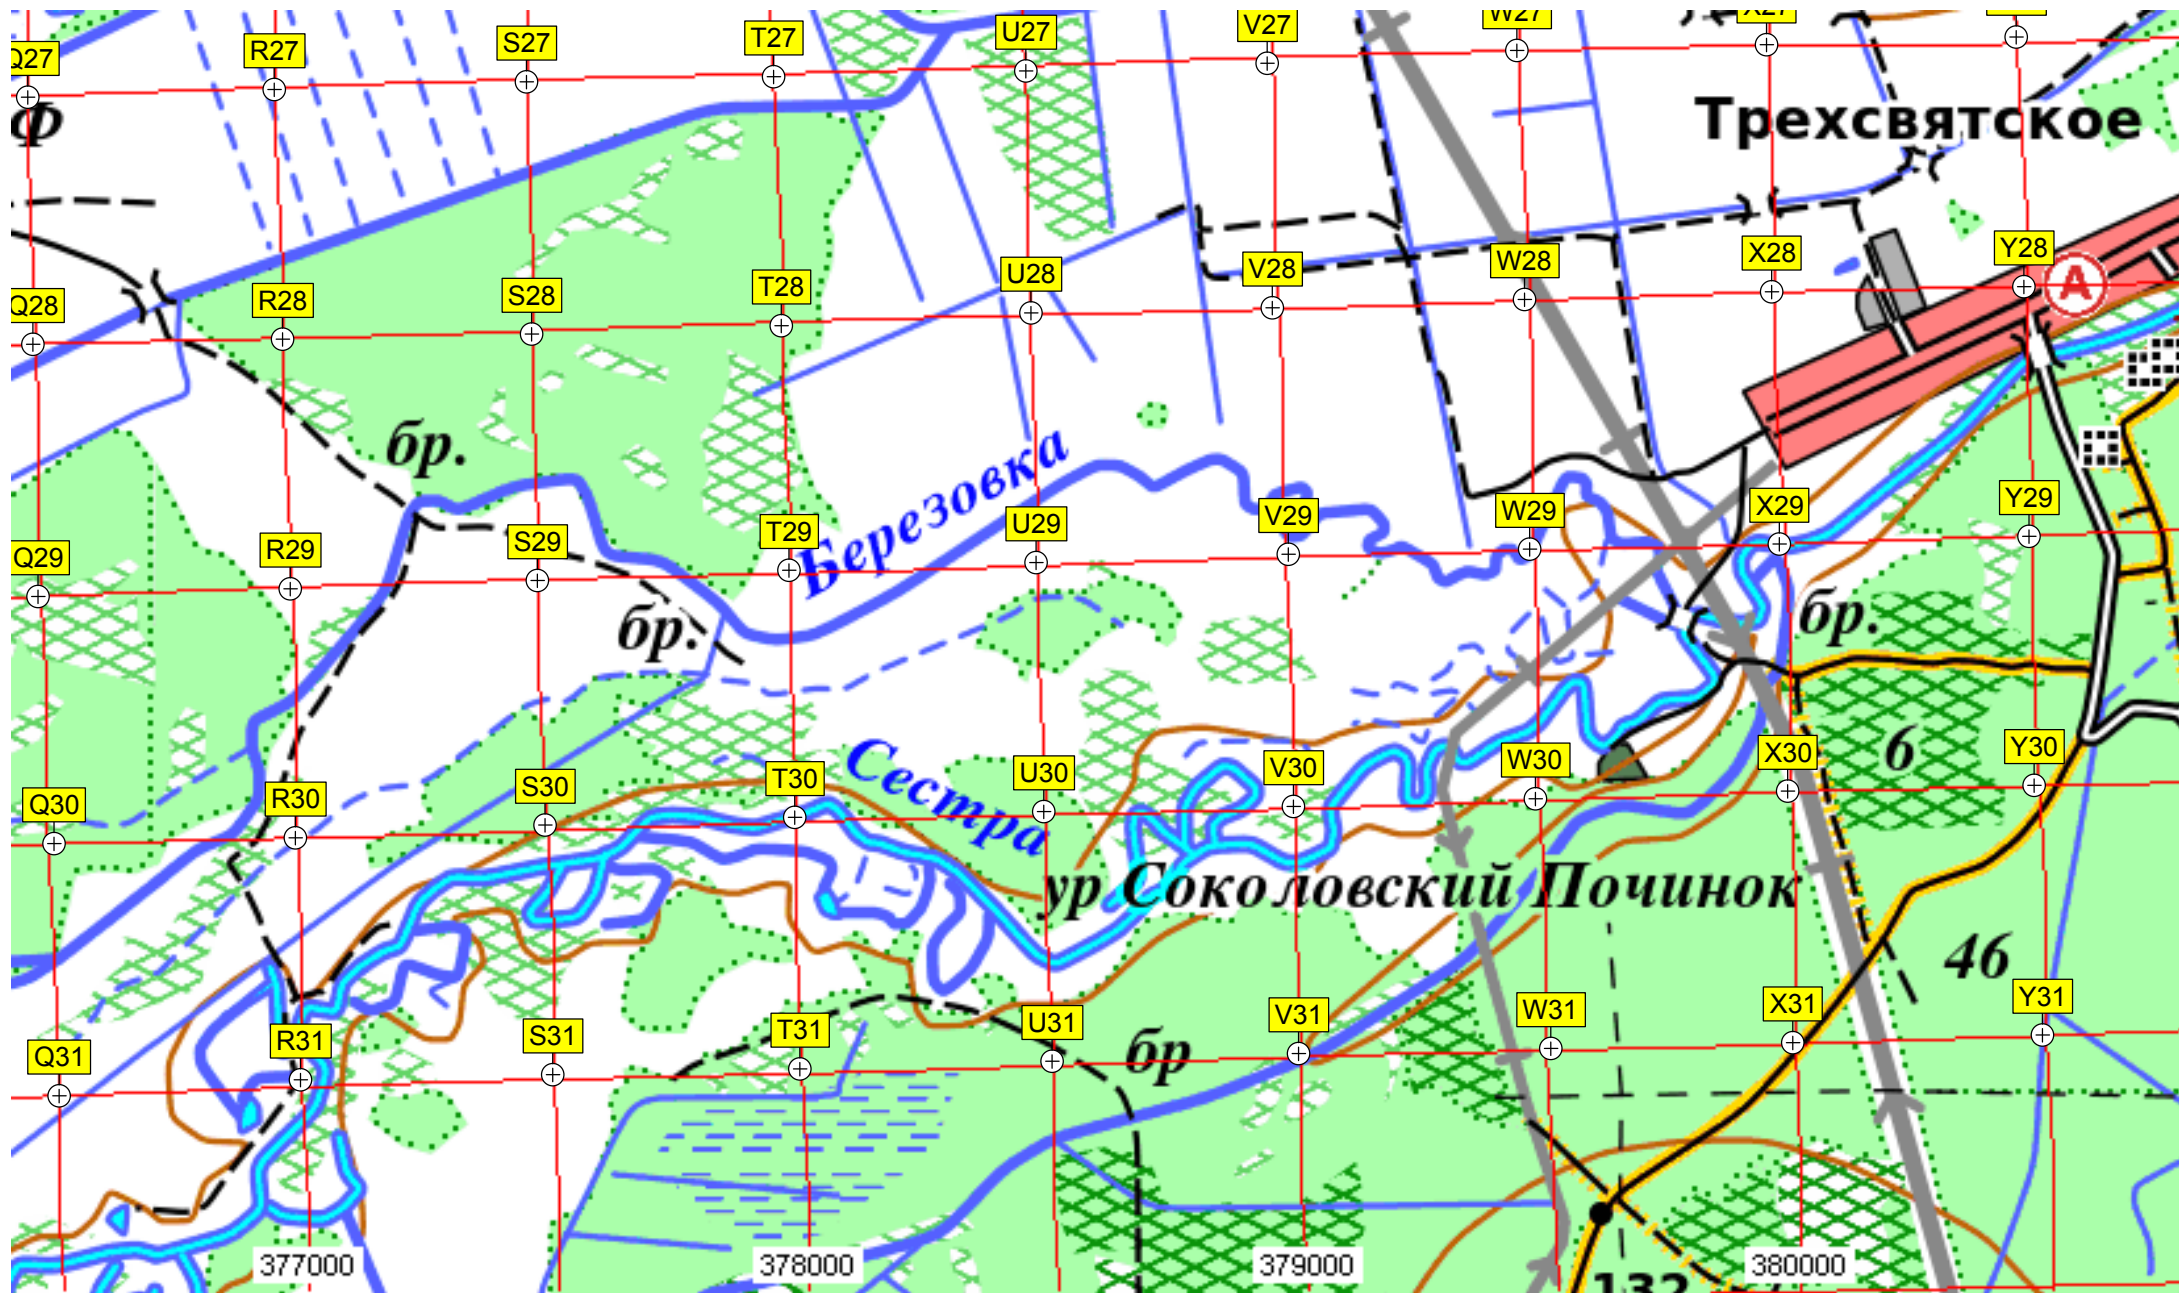 Q27
R27
S27
T27
U27
V27
W27
X27
Ф
Трехсвятское
Q28
R28
S28
T28
U28
V28
W28
X28
Y28
А
бр.
Березовка
Q29
R29
S29
T29
U29
V29
W29
X29
Y29
бр.
бр.
6
Сестра
Q30
R30
S30
T30
U30
V30
W30
X30
Y30
ур Соколовский Починок
46
Q31
R31
S31
T31
U31
V31
W31
X31
Y31
бр
377000
378000
379000
380000
132